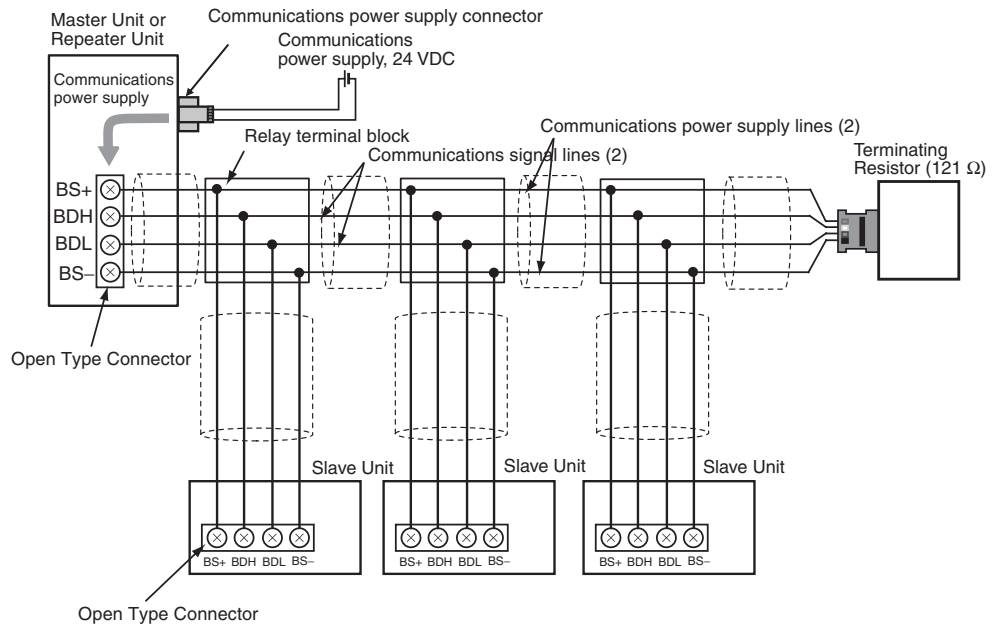 Master Unit or
Repeater Unit
Communications power supply connector
Communications
power supply, 24 VDC
Communications
power supply
Relay terminal block
Communications signal lines (2)
Communications power supply lines (2)
Terminating
Resistor (121 Ω)
BS+
BDH
BDL
BS−
Open Type Connector
Slave Unit
Slave Unit
Slave Unit
BS+ BDH BDL BS−
BS+ BDH BDL BS−
BS+ BDH BDL BS−
Open Type Connector